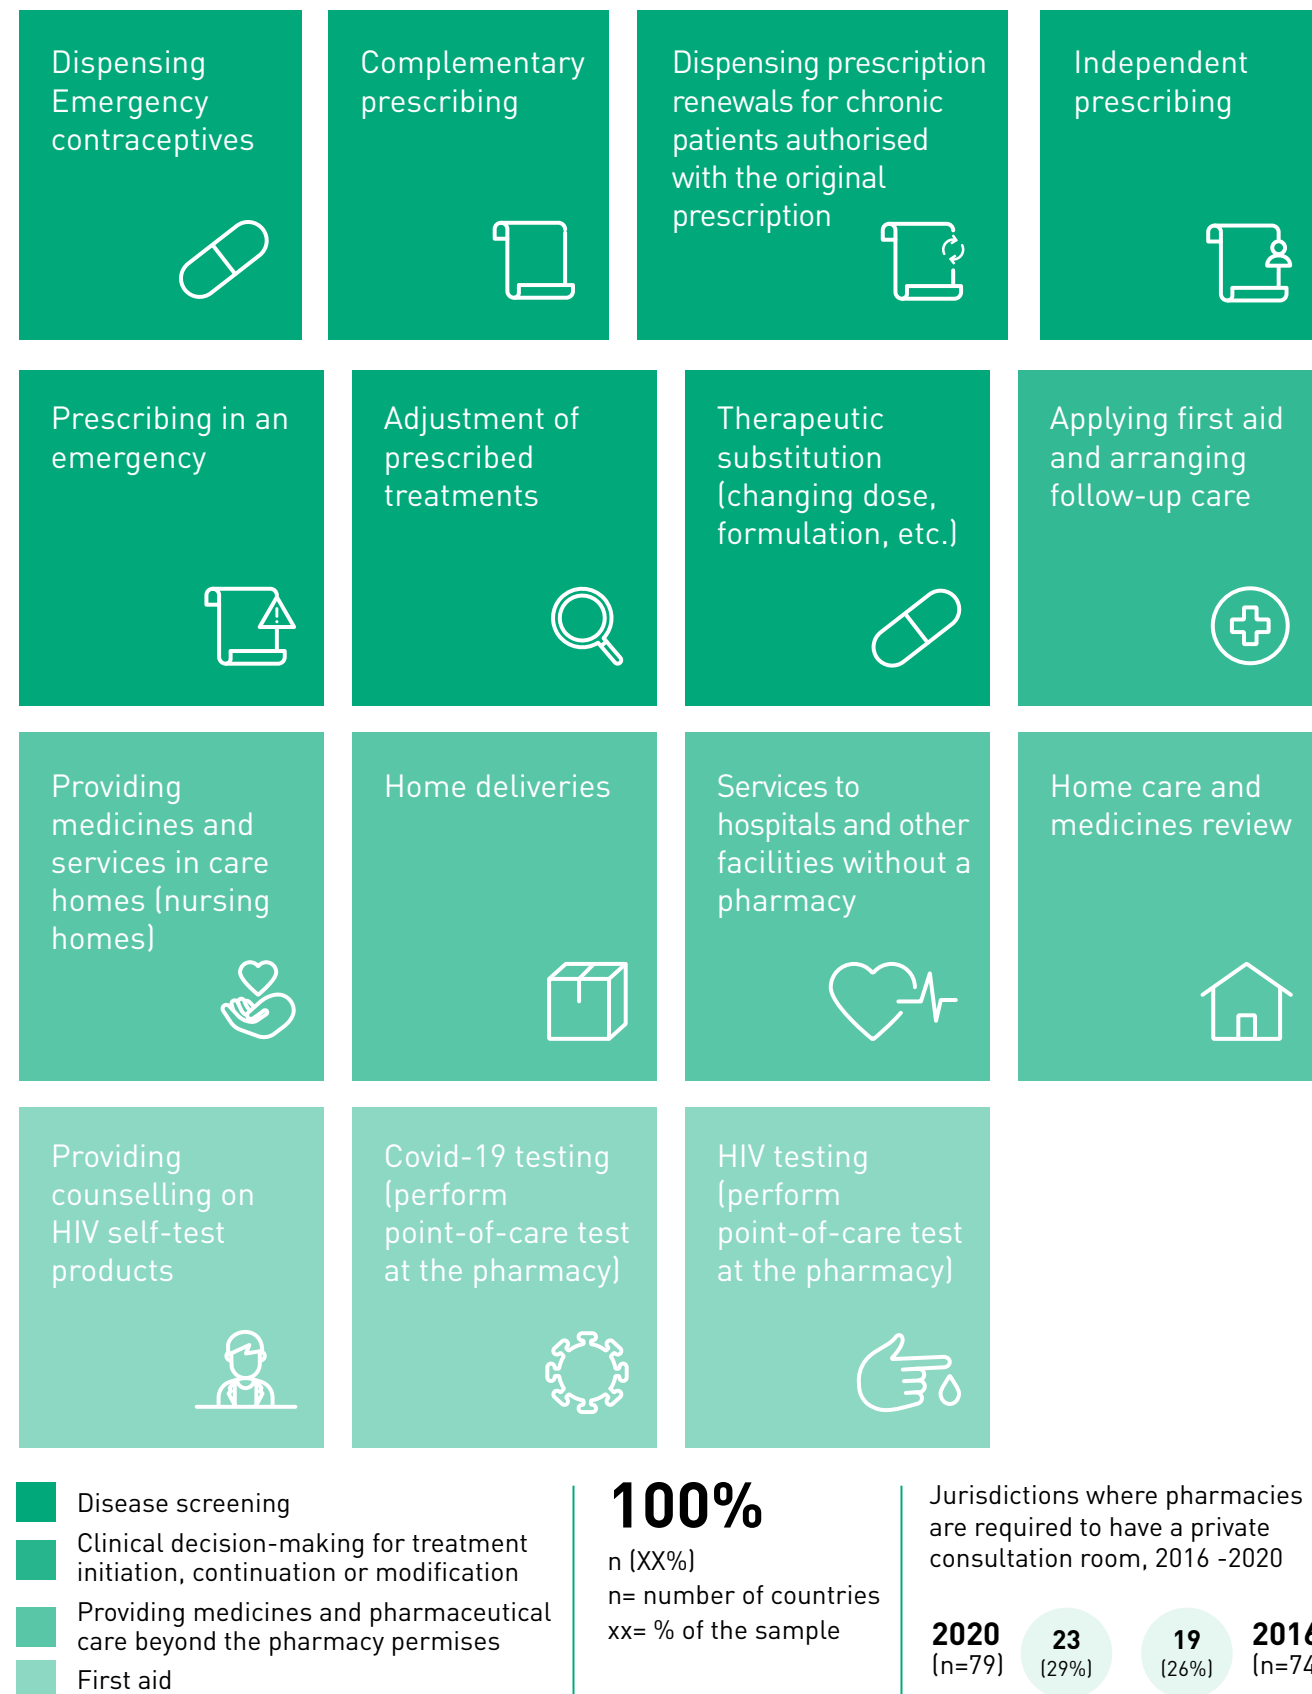 Dispensing
Emergency
contraceptives
Complementary
prescribing
Dispensing prescription
renewals for chronic
patients authorised
with the original
prescription
Independent
prescribing
Prescribing in an
emergency
Adjustment of
prescribed
treatments
Therapeutic
substitution
(changing dose,
formulation, etc.)
Applying first aid
and arranging
follow-up care
Providing
medicines and
services in care
homes (nursing
homes)
Home deliveries
Services to
hospitals and other
facilities without a
pharmacy
Home care and
medicines review
Providing
counselling on
HIV self-test
products
Covid-19 testing
(perform
point-of-care test
at the pharmacy)
HIV testing
(perform
point-of-care test
at the pharmacy)
Disease screening
Clinical decision-making for treatment
initiation, continuation or modification
Providing medicines and pharmaceutical
care beyond the pharmacy permises
First aid
100%
n (XX%)
n= number of countries
xx= % of the sample
Jurisdictions where pharmacies
are required to have a private
consultation room, 2016 -2020
2020
(n=79)
23
(29%)
19
(26%)
2016
(n=74